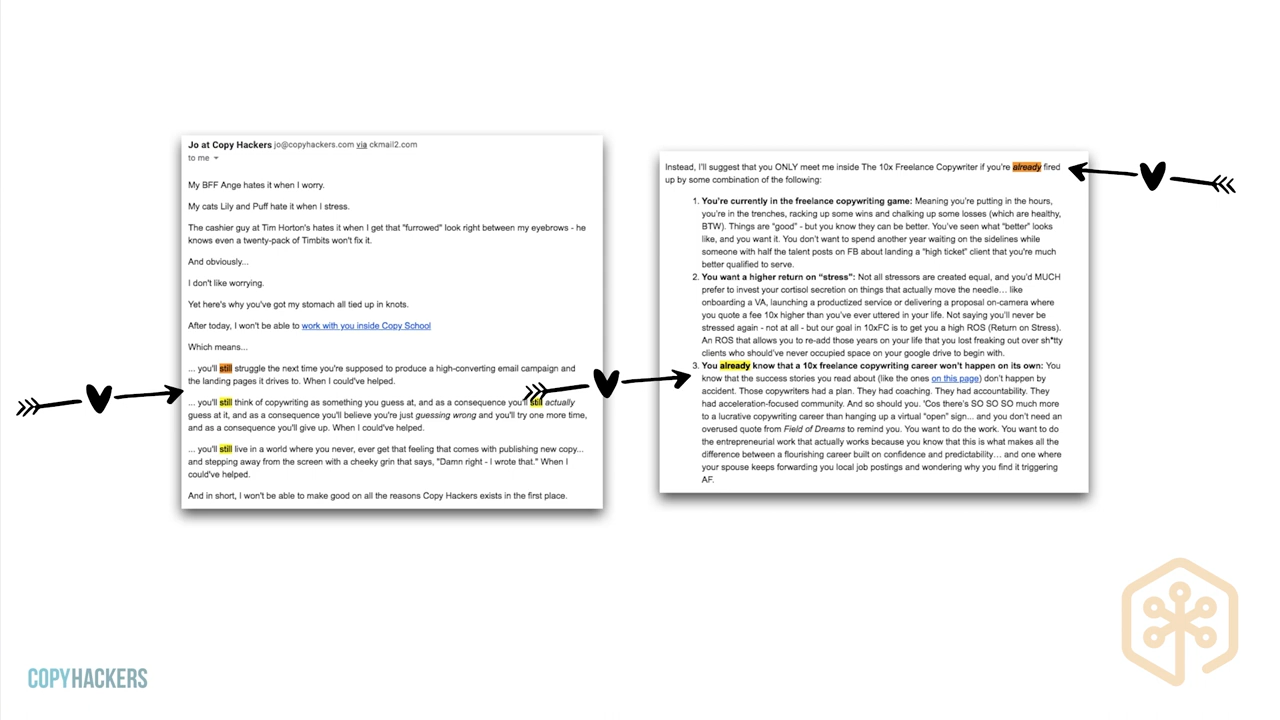 Jo at Copy Hackers jo@copyhackers.com via ckmail2.com
to me
My BFF Ange hates it when I worry.
My cats Lily and Puff hate it when I stress.
The cashier guy at Tim Horton's hates it when I get that "furrowed" look right between my eyebrows - he
knows even a twenty-pack of Timbits won't fix it.
And obviously...
I don't like worrying.
Yet here's why you've got my stomach all tied up in knots.
After today, I won't be able to work with you inside Copy School
Which means...
... you'll still struggle the next time you're supposed to produce a high-converting email campaign and
the landing pages it drives to. When I could've helped.
... you'll still think of copywriting as something you guess at, and as a consequence you'll still actually
guess at it, and as a consequence you'll believe you're just guessing wrong and you'll try one more time,
and as a consequence you'll give up. When I could've helped.
... you'll still live in a world where you never, ever get that feeling that comes with publishing new copy...
and stepping away from the screen with a cheeky grin that says, "Damn right - I wrote that." When I
could've helped.
And in short, I won't be able to make good on all the reasons Copy Hackers exists in the first place.
Instead, I'll suggest that you ONLY meet me inside The 10x Freelance Copywriter if you're already fired
up by some combination of the following:
1. You're currently in the freelance copywriting game: Meaning you're putting in the hours,
you're in the trenches, racking up some wins and chalking up some losses (which are healthy,
BTW). Things are "good" - but you know they can be better. You've seen what "better" looks
like, and you want it. You don't want to spend another year waiting on the sidelines while
someone with half the talent posts on FB about landing a "high ticket" client that you're much
better qualified to serve.
2. You want a higher return on "stress": Not all stressors are created equal, and you'd MUCH
prefer to invest your cortisol secretion on things that actually move the needle... like
onboarding a VA, launching a productized service or delivering a proposal on-camera where
you quote a fee 10x higher than you've ever uttered in your life. Not saying you'll never be
stressed again - not at all - but our goal in 10xFC is to get you a high ROS (Return on Stress).
An ROS that allows you to re-add those years on your life that you lost freaking out over sh*tty
clients who should've never occupied space on your google drive to begin with.
3. You already know that a 10x freelance copywriting career won't happen on its own: You
know that the success stories you read about (like the ones on this page) don't happen by
accident. Those copywriters had a plan. They had coaching. They had accountability. They
had acceleration-focused community. And so should you. 'Cos there's SO SO SO much more
to a lucrative copywriting career than hanging up a virtual "open" sign... and you don't need an
overused quote from Field of Dreams to remind you. You want to do the work. You want to do
the entrepreneurial work that actually works because you know that this is what makes all the
difference between a flourishing career built on confidence and predictability... and one where
your spouse keeps forwarding you local job postings and wondering why you find it triggering
AF.
COPYHACKERS